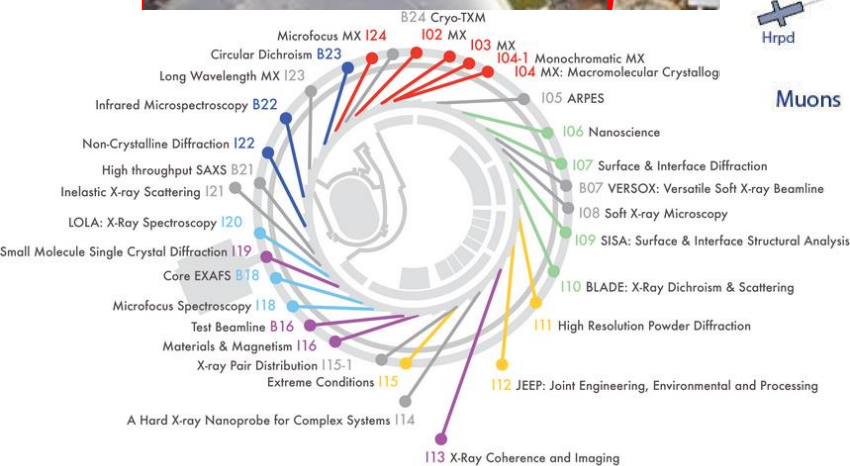 B24 Cryo-TXM
Microfocus MX I24
I02 MX
I03 MX
Circular Dichroism B23
I04-1 Monochromatic MX
Long Wavelength MX I23
I04 MX: Macromolecular Crystallog
Hrpd
Infrared Microspectroscopy B22
I05 ARPES
Muons
Non-Crystalline Diffraction I22
I06 Nanoscience
High throughput SAXS B21
I07 Surface & Interface Diffraction
Inelastic X-ray Scattering I21
B07 VERSOX: Versatile Soft X-ray Beamline
LOLA: X-Ray Spectroscopy I20
I08 Soft X-ray Microscopy
Small Molecule Single Crystal Diffraction I19
I09 SISA: Surface & Interface Structural Analysis
Core EXAFS B18
I10 BLADE: X-Ray Dichroism & Scattering
Microfocus Spectroscopy I18
Test Beamline B16
I11 High Resolution Powder Diffraction
Materials & Magnetism I16
X-ray Pair Distribution I15-1
Extreme Conditions I15
I12 JEEP: Joint Engineering, Environmental and Processing
A Hard X-ray Nanoprobe for Complex Systems I14
I13 X-Ray Coherence and Imaging